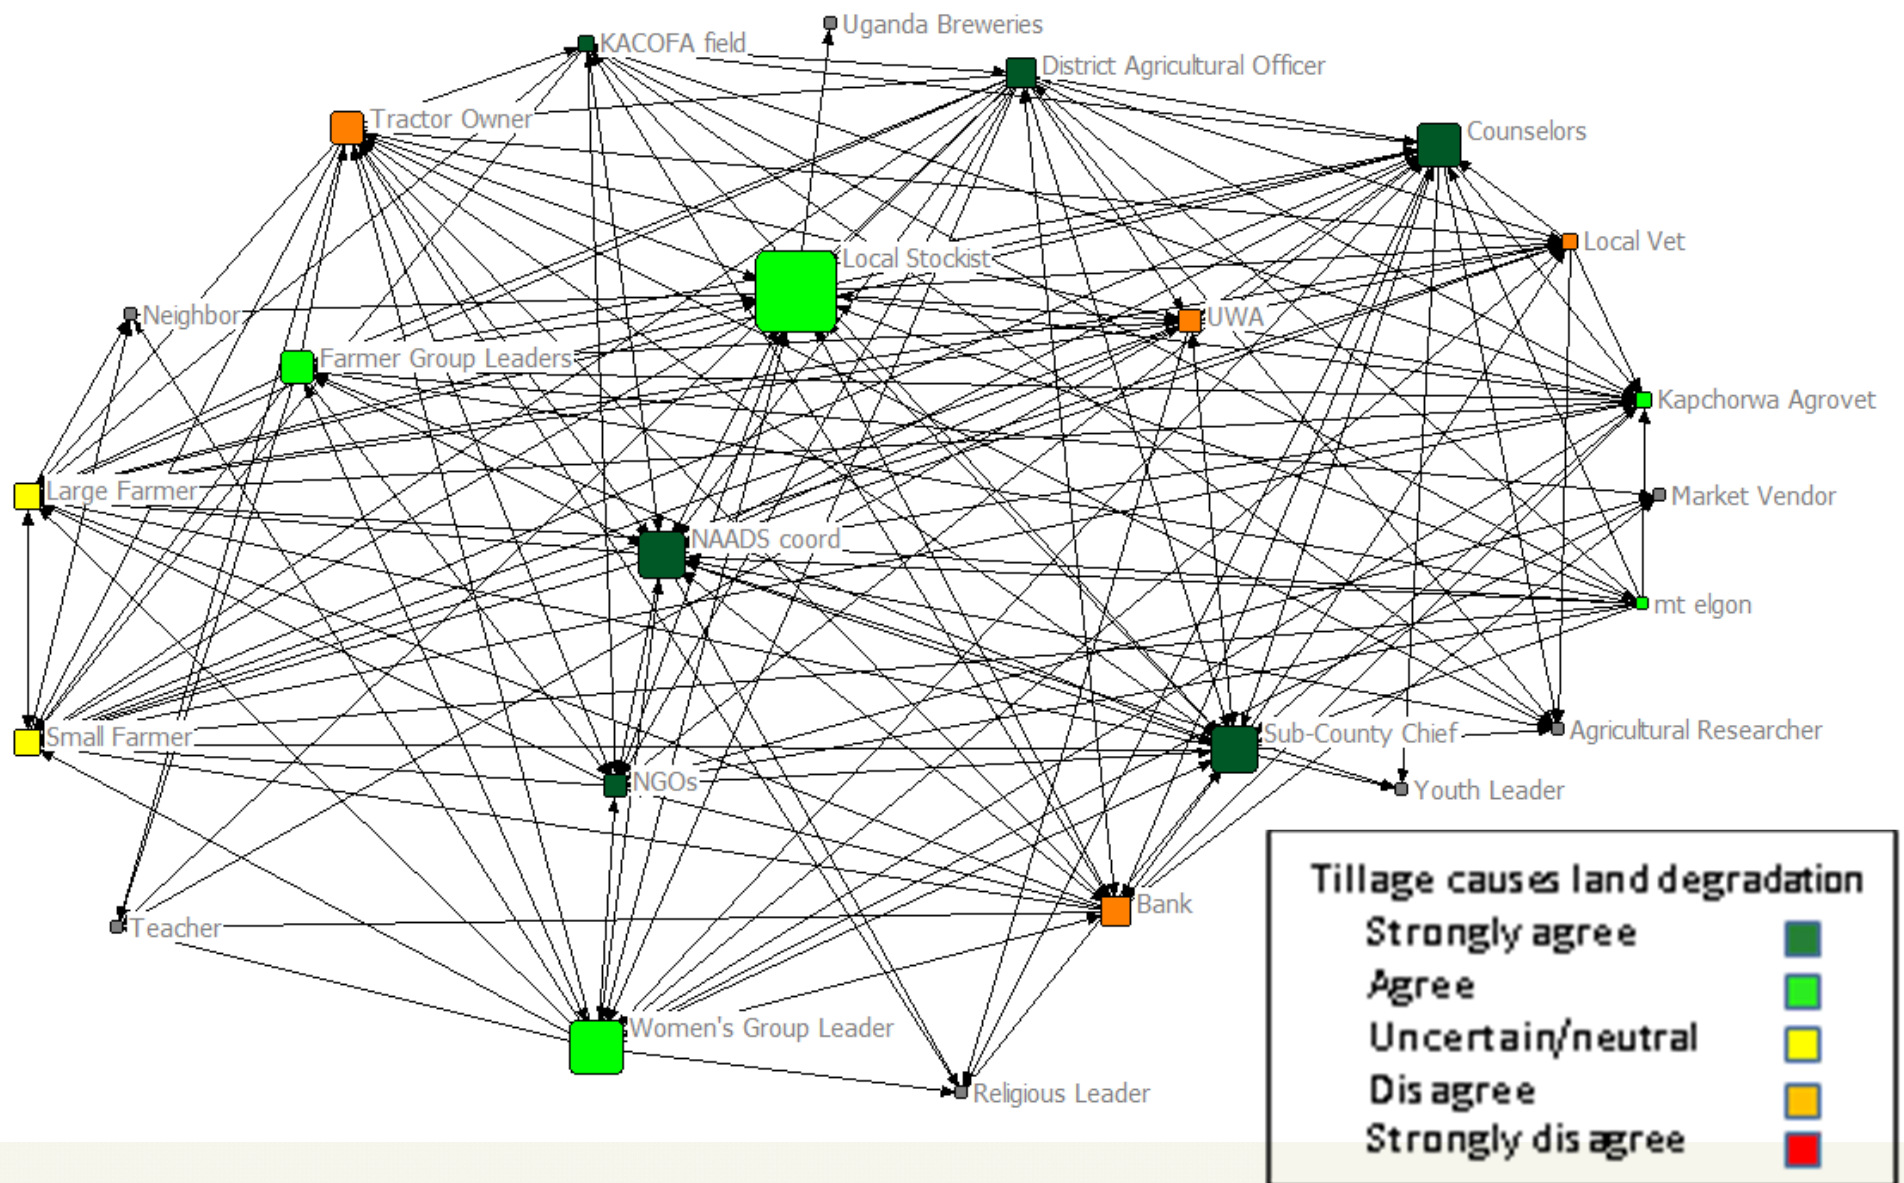 Uganda Breweries
KACOFA field
District Agricultural Officer
Tractor Owner
Counselors
Local Vet
Local Stockist
Neighbor
UWA
Farmer Group Leaders
Kapchorwa Agrovet
Large Farmer
Market Vendor
NAADS coord
mt elgon
Small Farmer
Sub-County Chief
Agricultural Researcher
NGOs
Youth Leader
Bank
Teacher
Women's Group Leader
Religious Leader
Tillage causes land degradation
Strongly agree
Agree
Uncertain/neutral
Disagree
Strongly disagree